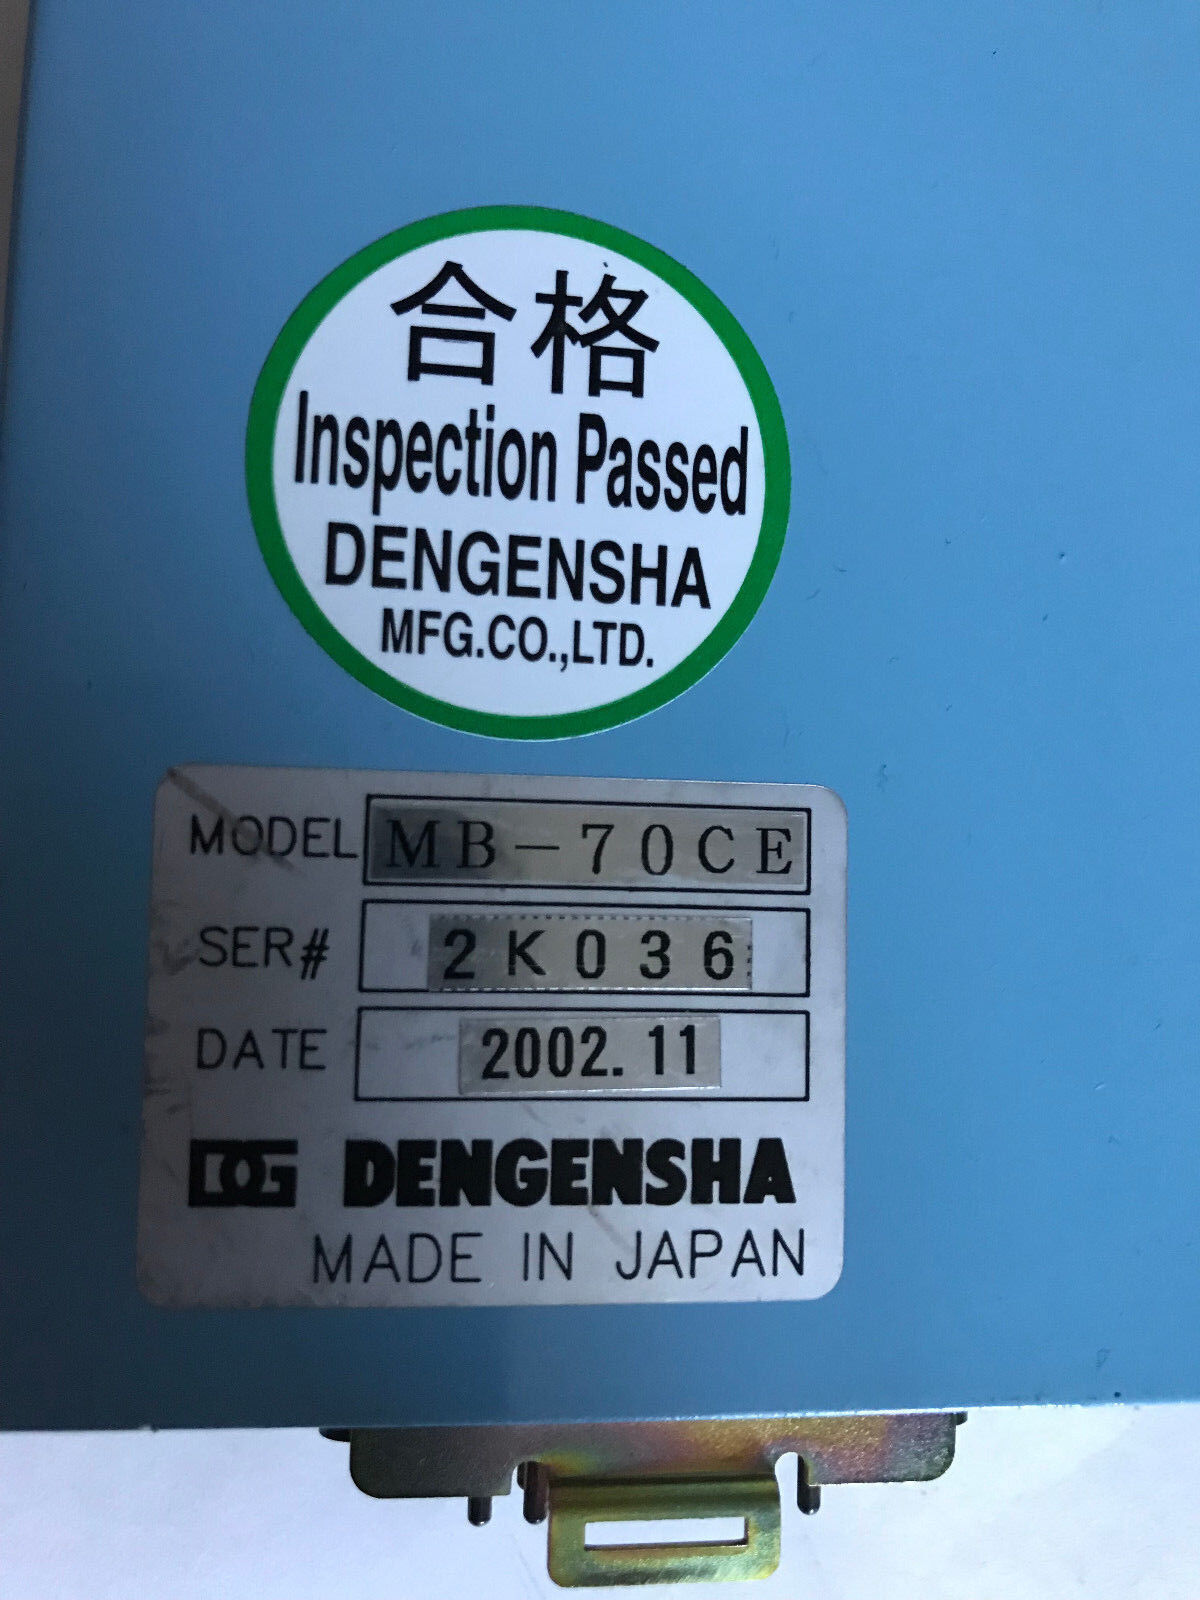 合格
Inspection Passed
DENGENSHA
MFG.CO.,LTD.
MODEL MB-70CE
SER# 2K036
DATE 2002.11
DG DENGENSHA
MADE IN JAPAN